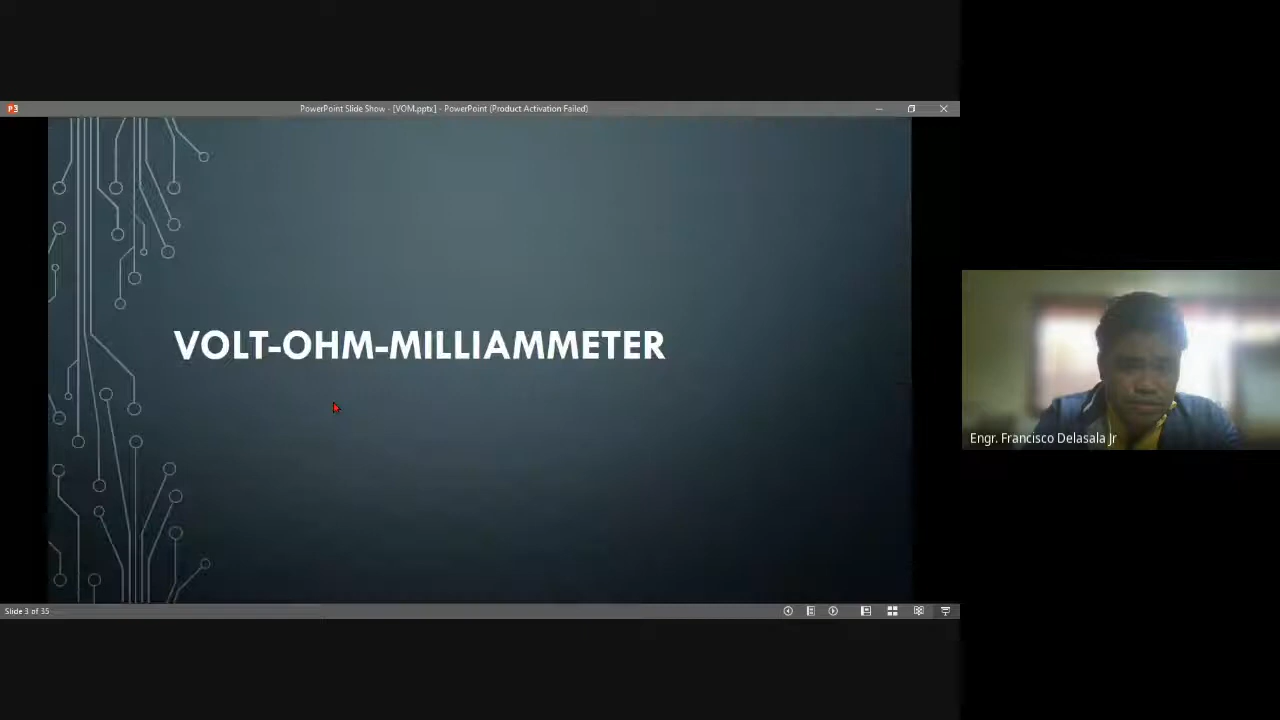 PowerPoint Slide Show - [VOM.pptx] - PowerPoint (Product Activation Failed)
VOLT-OHM-MILLIAMMETER
Engr. Francisco Delasala Jr
Slide 3 of 35